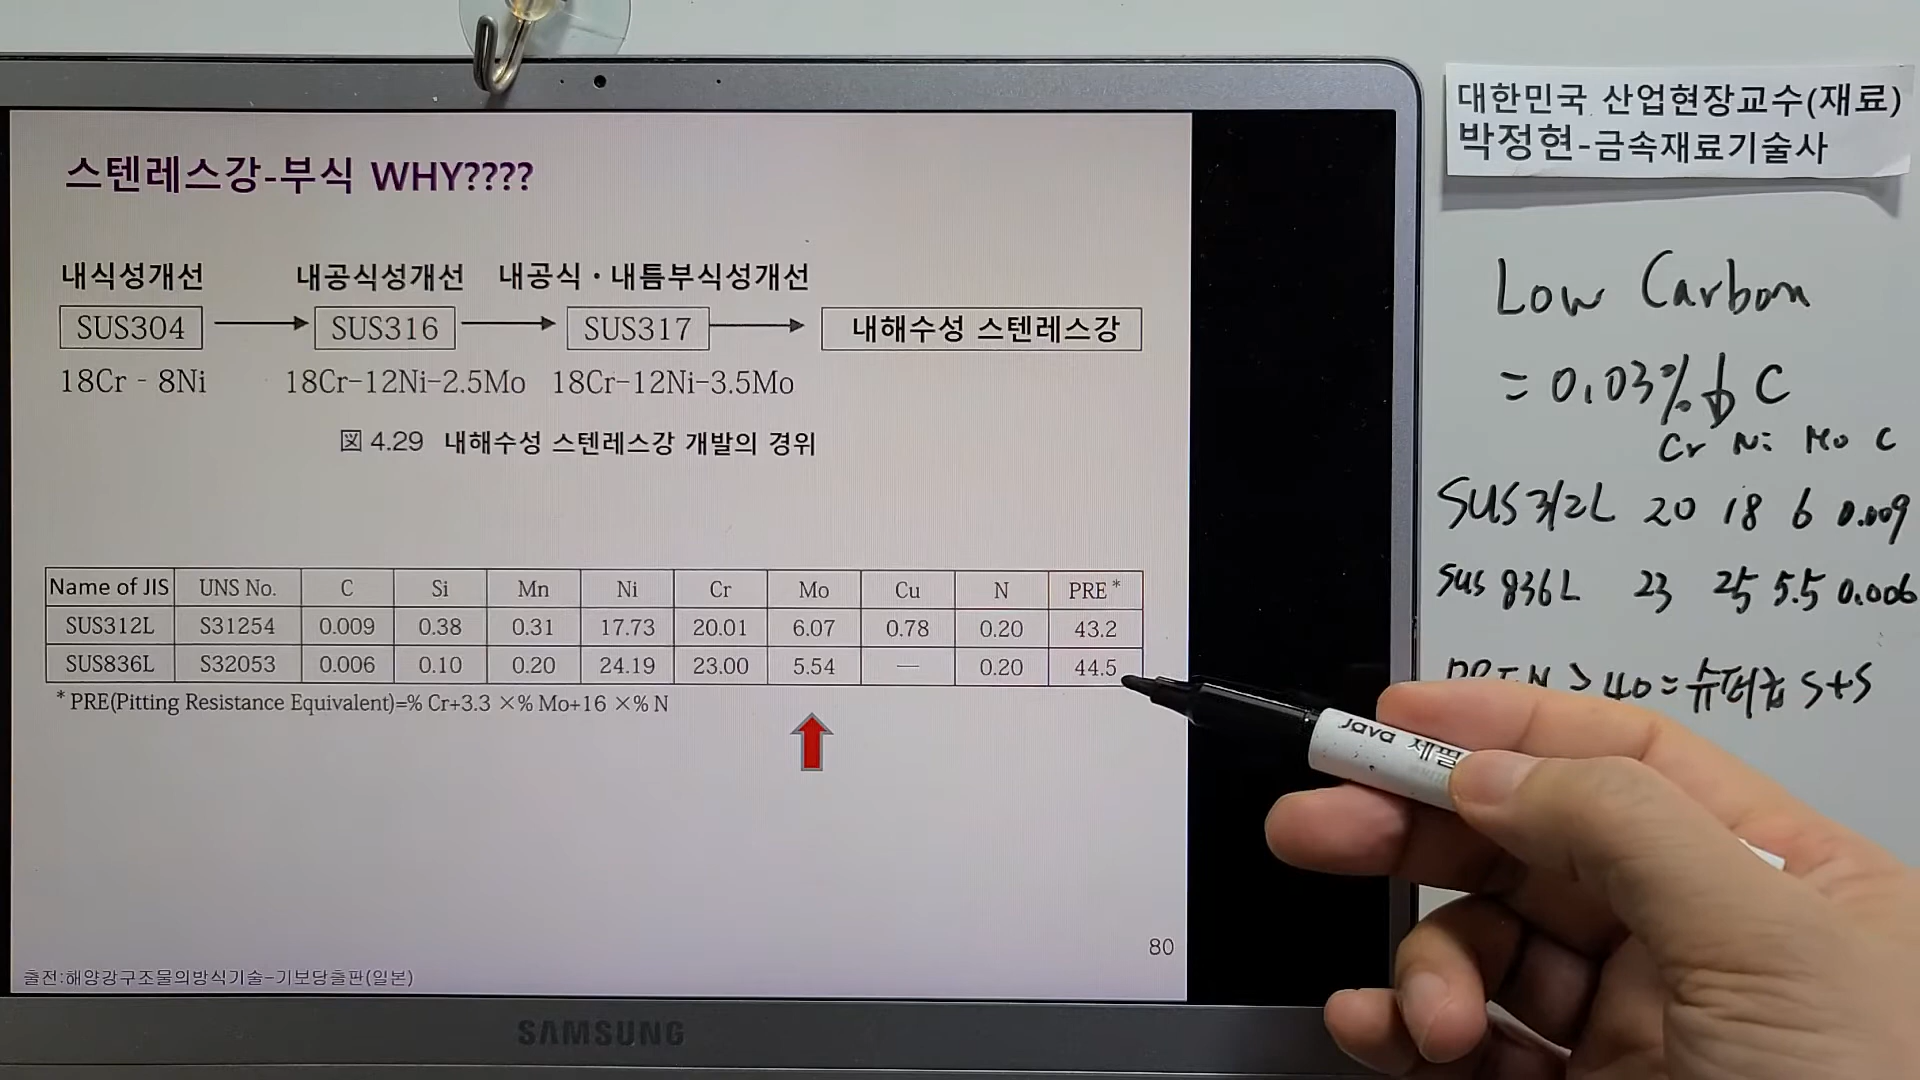 스텐레스강-부식 WHY????
내식성개선 내공식성개선 내공식·내틈부식성개선
SUS304 SUS316 SUS317 내해수성 스텐레스강
18Cr - 8Ni 18Cr-12Ni-2.5Mo 18Cr-12Ni-3.5Mo
図 4.29 내해수성 스텐레스강 개발의 경위
Name of JIS UNS No. C Si Mn Ni Cr Mo Cu N PRE*
SUS312L S31254 0.009 0.38 0.31 17.73 20.01 6.07 0.78 0.20 43.2
SUS836L S32053 0.006 0.10 0.20 24.19 23.00 5.54 — 0.20 44.5
* PRE(Pitting Resistance Equivalent)=% Cr+3.3 ×% Mo+16 ×% N
80
출전:해양강구조물의방식기술-기보당출판(일본)
SAMSUNG
대한민국 산업현장교수(재료)
박정현-금속재료기술사
Low Carbon
= 0.03% C
Cr Ni Mo C
SUS312L 20 18 6 0.009
SUS 836L 23 25 5.5 0.006
> 40 = S+S
Java